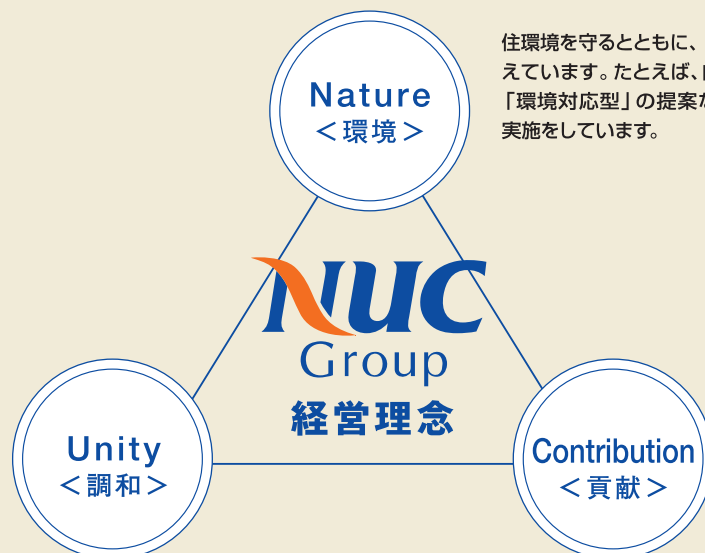 住環境を守るとともに、
えています。たとえば、
「環境対応型」の提案
実施をしています。
Nature
＜環境＞
NUC
Group
経営理念
Unity
＜調和＞
Contribution
＜貢献＞